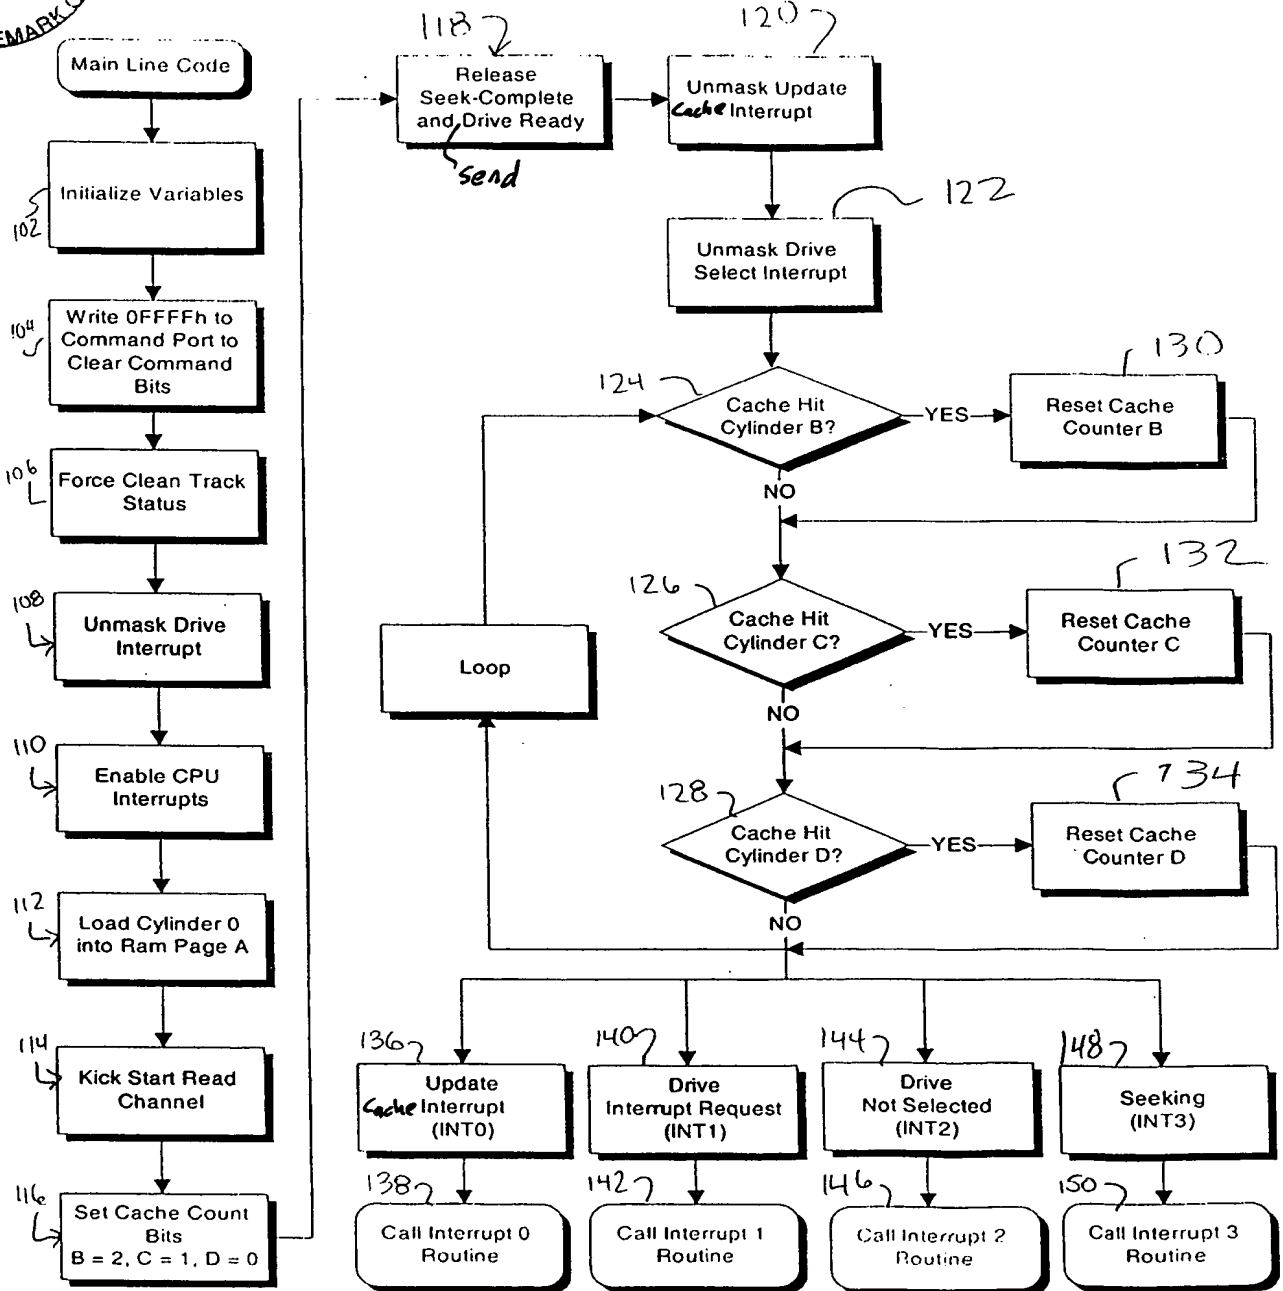 EMARK
Main Line Code
Initialize Variables
102
Write 0FFFFh to
Command Port to
Clear Command
Bits
104
Force Clean Track
Status
106
Unmask Drive
Interrupt
108
Enable CPU
Interrupts
110
Load Cylinder 0
into Ram Page A
112
Kick Start Read
Channel
114
Set Cache Count
Bits
B = 2, C = 1, D = 0
116
118
Release
Seek-Complete
and Drive Ready
send
120
Unmask Update
Cache Interrupt
122
Unmask Drive
Select Interrupt
124
Cache Hit
Cylinder B?
YES
NO
130
Reset Cache
Counter B
126
Cache Hit
Cylinder C?
YES
NO
132
Reset Cache
Counter C
Loop
128
Cache Hit
Cylinder D?
YES
NO
134
Reset Cache
Counter D
136
Update
Cache Interrupt
(INT0)
140
Drive
Interrupt Request
(INT1)
144
Drive
Not Selected
(INT2)
148
Seeking
(INT3)
138
Call Interrupt 0
Routine
142
Call Interrupt 1
Routine
146
Call Interrupt 2
Routine
150
Call Interrupt 3
Routine